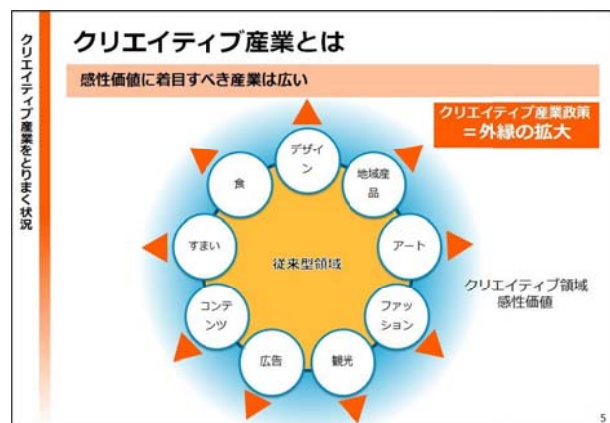 クリエイティブ産業をとりまく状況
クリエイティブ産業とは
感性価値に着目すべき産業は広い
クリエイティブ産業政策
＝外縁の拡大
デザイ
ン
地域産
品
アート
ファッ
ション
観光
広告
コンテ
ンツ
すまい
食
従来型領域
クリエイティブ領域
感性価値
5